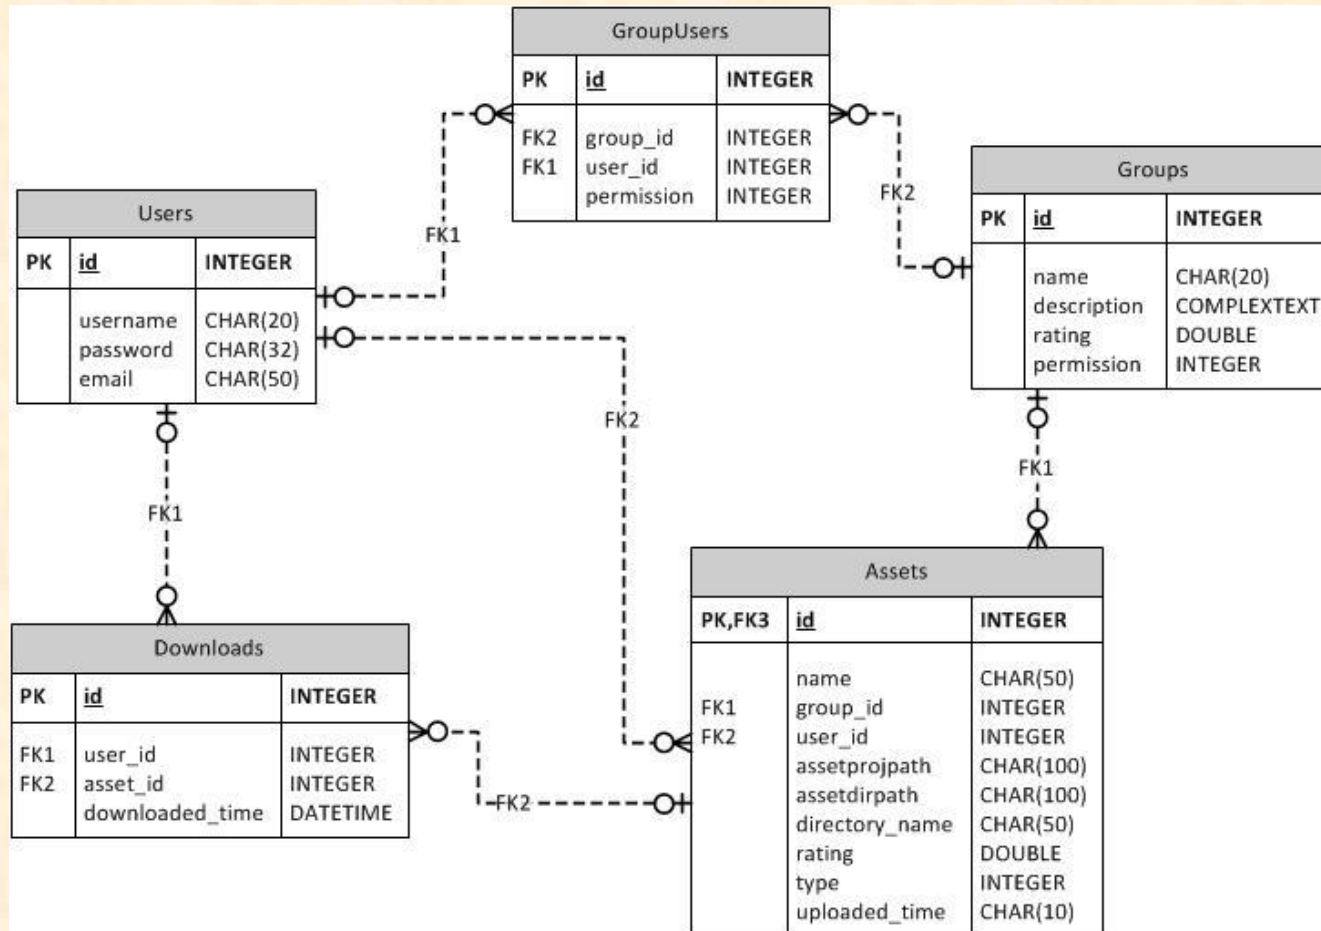 GroupUsers
PK id INTEGER
FK2 group_id INTEGER
FK1 user_id INTEGER
permission INTEGER
Groups
PK id INTEGER
name CHAR(20)
description COMPLEXTEXT
rating DOUBLE
permission INTEGER
Users
PK id INTEGER
username CHAR(20)
password CHAR(32)
email CHAR(50)
FK1
FK2
FK2
FK1
FK1
Assets
PK,FK3 id INTEGER
name CHAR(50)
FK1 group_id INTEGER
FK2 user_id INTEGER
assetprojpath CHAR(100)
assetdirpath CHAR(100)
directory_name CHAR(50)
rating DOUBLE
type INTEGER
uploaded_time CHAR(10)
Downloads
PK id INTEGER
FK1 user_id INTEGER
FK2 asset_id INTEGER
downloaded_time DATETIME
FK2